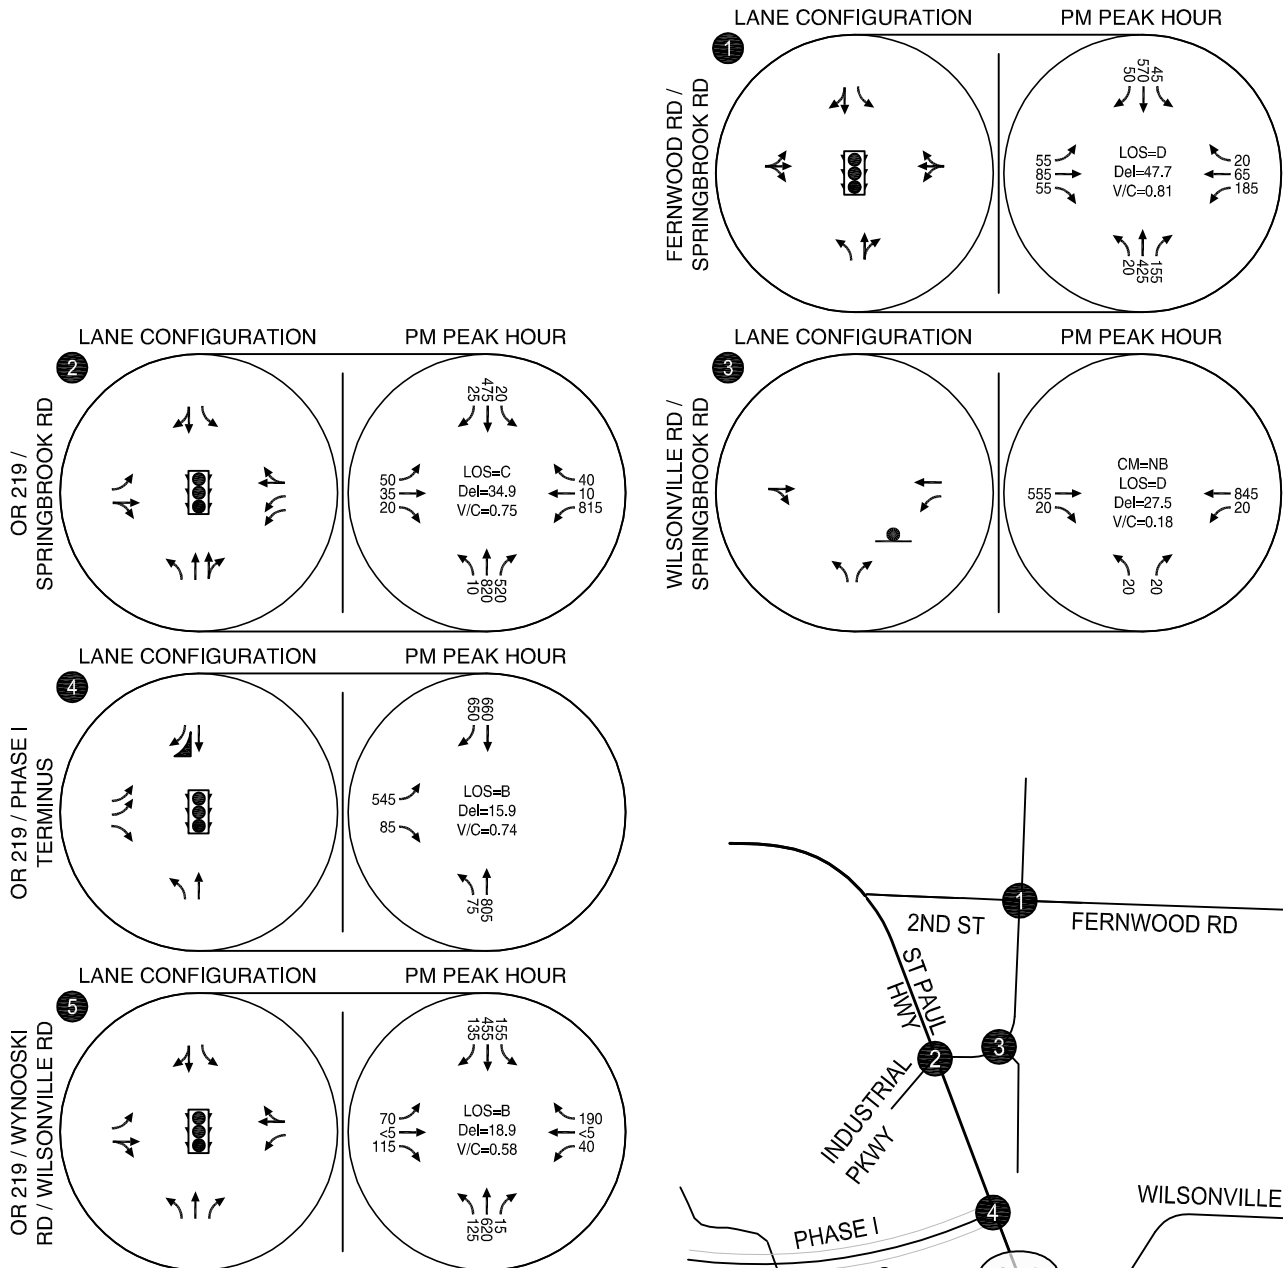 LANE CONFIGURATION
PM PEAK HOUR
1
FERNWOOD RD /
SPRINGBROOK RD
50
570
45
55
85
55
LOS=D
Del=47.7
V/C=0.81
20
65
185
20
425
155
LANE CONFIGURATION
PM PEAK HOUR
2
OR 219 /
SPRINGBROOK RD
25
475
20
50
35
20
LOS=C
Del=34.9
V/C=0.75
40
10
815
10
820
520
LANE CONFIGURATION
PM PEAK HOUR
3
WILSONVILLE RD /
SPRINGBROOK RD
555
20
CM=NB
LOS=D
Del=27.5
V/C=0.18
845
20
20
20
LANE CONFIGURATION
PM PEAK HOUR
4
OR 219 / PHASE I
TERMINUS
650
660
545
85
LOS=B
Del=15.9
V/C=0.74
75
805
LANE CONFIGURATION
PM PEAK HOUR
5
OR 219 / WYNOOSKI
RD / WILSONVILLE RD
135
455
155
70
<5
115
LOS=B
Del=18.9
V/C=0.58
190
<5
40
125
620
15
1
2ND ST
FERNWOOD RD
ST PAUL
HWY
3
2
INDUSTRIAL
PKWY
4
WILSONVILLE
PHASE I